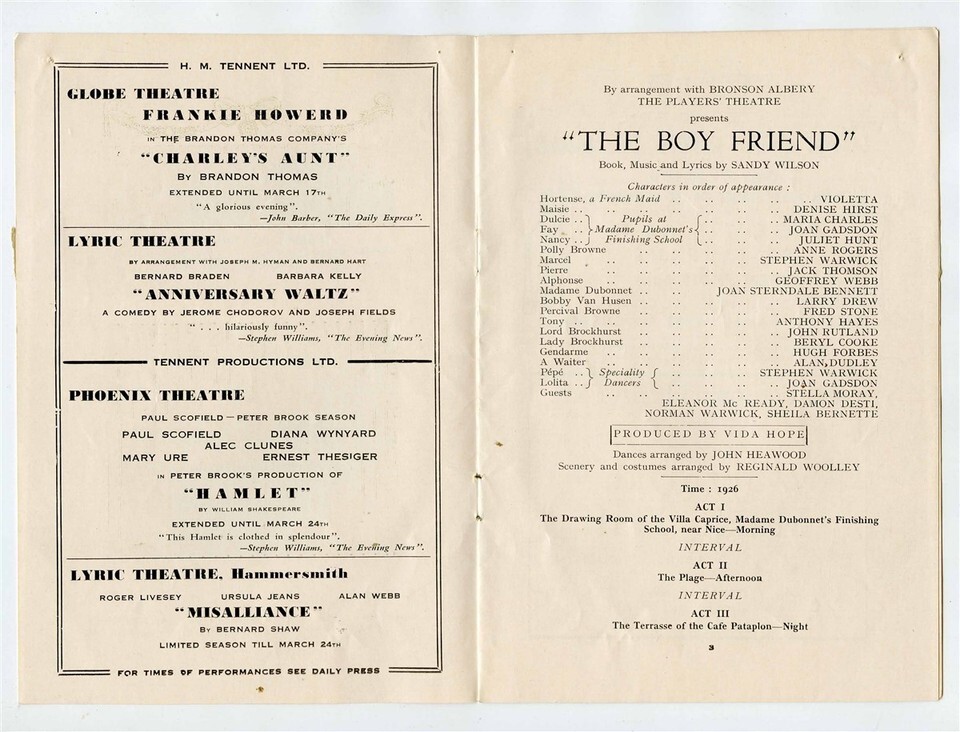 H. M. TENNENT LTD.
GLOBE THEATRE
FRANKIE HOWERD
IN THE BRANDON THOMAS COMPANY'S
"CHARLEY'S AUNT"
BY BRANDON THOMAS
EXTENDED UNTIL MARCH 17TH
"A glorious evening".
—John Barber, "The Daily Express".
LYRIC THEATRE
BY ARRANGEMENT WITH JOSEPH M. HYMAN AND BERNARD HART
BERNARD BRADEN BARBARA KELLY
"ANNIVERSARY WALTZ"
A COMEDY BY JEROME CHODOROV AND JOSEPH FIELDS
". . . hilariously funny".
—Stephen Williams, "The Evening News".
TENNENT PRODUCTIONS LTD.
PHOENIX THEATRE
PAUL SCOFIELD—PETER BROOK SEASON
PAUL SCOFIELD DIANA WYNYARD
ALEC CLUNES
MARY URE ERNEST THESIGER
IN PETER BROOK'S PRODUCTION OF
"HAMLET"
BY WILLIAM SHAKESPEARE
EXTENDED UNTIL MARCH 24TH
"This Hamlet is clothed in splendour".
—Stephen Williams, "The Evening News".
LYRIC THEATRE, Hammersmith
ROGER LIVESEY URSULA JEANS ALAN WEBB
"MISALLIANCE"
BY BERNARD SHAW
LIMITED SEASON TILL MARCH 24TH
FOR TIMES OF PERFORMANCES SEE DAILY PRESS
By arrangement with BRONSON ALBERY
THE PLAYERS' THEATRE
presents
"THE BOY FRIEND"
Book, Music and Lyrics by SANDY WILSON
Characters in order of appearance :
Hortense, a French Maid .. .. .. .. .. VIOLETTA
Maisie .. .. .. .. .. .. .. DENISE HIRST
Dulcie .. } Pupils at { .. .. .. MARIA CHARLES
Fay .. } Madame Dubonnet's { .. .. .. JOAN GADSDON
Nancy .. } Finishing School { .. .. .. JULIET HUNT
Polly Browne .. .. .. .. .. ANNE ROGERS
Marcel .. .. .. .. .. STEPHEN WARWICK
Pierre .. .. .. .. .. JACK THOMSON
Alphonse .. .. .. .. .. GEOFFREY WEBB
Madame Dubonnet .. .. .. JOAN STERNDALE BENNETT
Bobby Van Husen .. .. .. .. .. LARRY DREW
Percival Browne .. .. .. .. .. FRED STONE
Tony .. .. .. .. .. .. ANTHONY HAYES
Lord Brockhurst .. .. .. .. .. JOHN RUTLAND
Lady Brockhurst .. .. .. .. .. BERYL COOKE
Gendarme .. .. .. .. .. HUGH FORBES
A Waiter .. .. .. .. .. ALAN DUDLEY
Pépé .. } Speciality { .. .. .. STEPHEN WARWICK
Lolita .. } Dancers { .. .. .. JOAN GADSDON
Guests .. .. .. .. .. STELLA MORAY,
ELEANOR Mc READY, DAMON DESTI,
NORMAN WARWICK, SHEILA BERNETTE
PRODUCED BY VIDA HOPE
Dances arranged by JOHN HEAWOOD
Scenery and costumes arranged by REGINALD WOOLLEY
Time : 1926
ACT I
The Drawing Room of the Villa Caprice, Madame Dubonnet's Finishing
School, near Nice—Morning
INTERVAL
ACT II
The Plage—Afternoon
INTERVAL
ACT III
The Terrasse of the Cafe Pataplon—Night
3